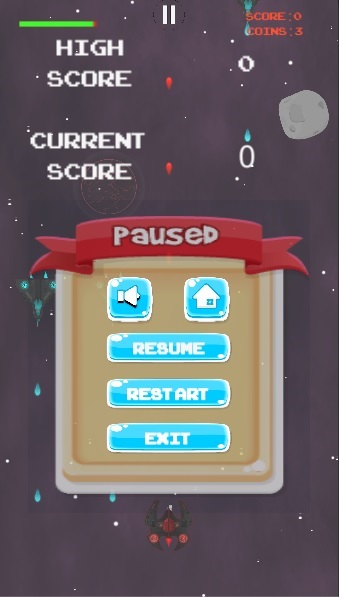 SCORE:0
COINS:3
HIGH
SCORE
0
CURRENT
SCORE
0
PAUSED
RESUME
RESTART
EXIT